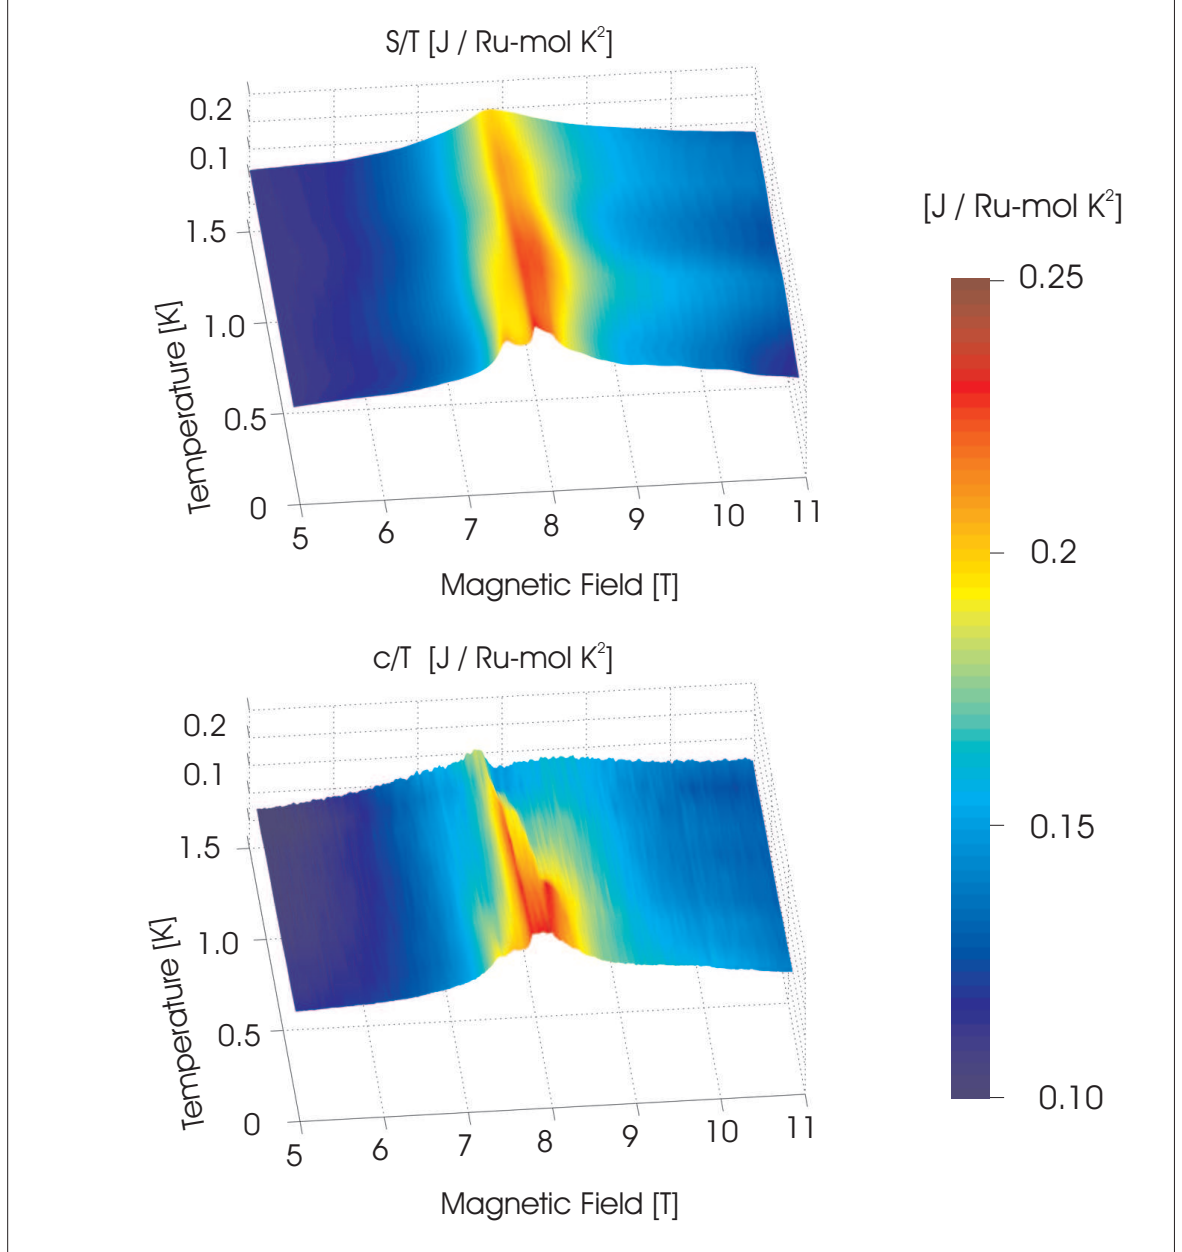 S/T [J / Ru-mol K²]
0.2
0.1
1.5
1.0
0.5
0
Temperature [K]
5 6 7 8 9 10 11
Magnetic Field [T]
c/T [J / Ru-mol K²]
0.2
0.1
1.5
1.0
0.5
0
Temperature [K]
5 6 7 8 9 10 11
Magnetic Field [T]
[J / Ru-mol K²]
0.25
0.2
0.15
0.10